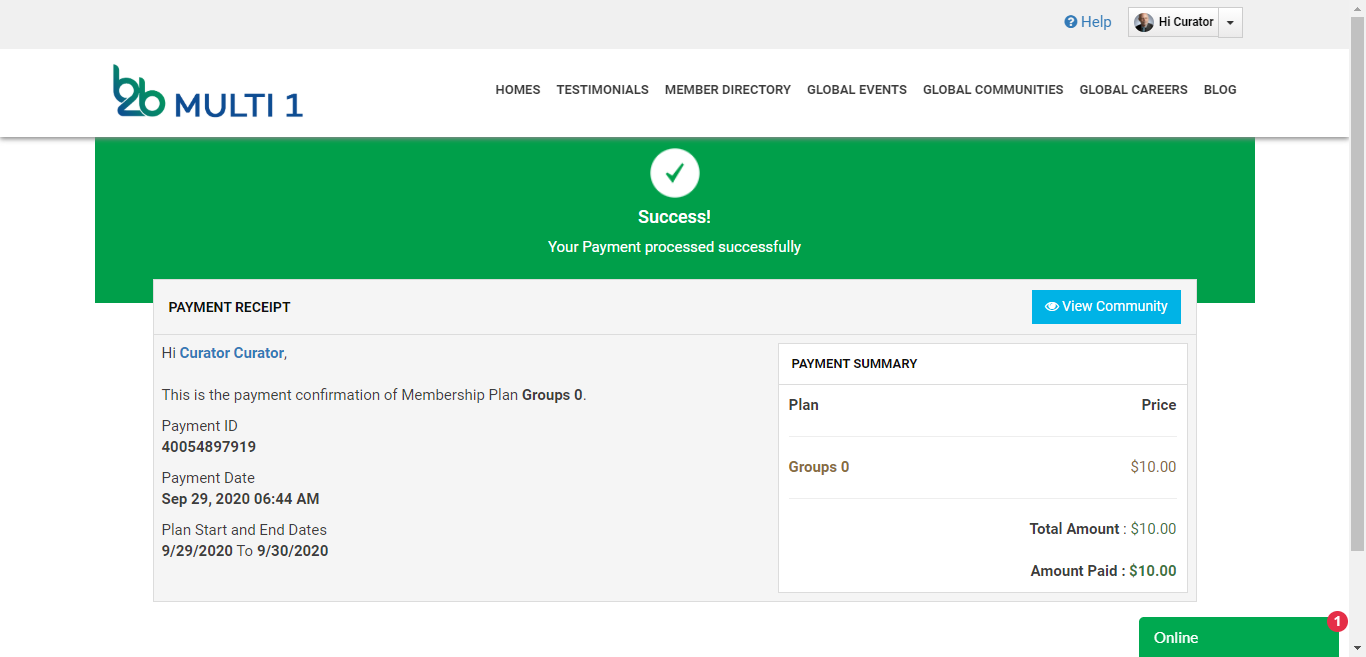 Help
Hi Curator
b2b MULTI 1
HOMES TESTIMONIALS MEMBER DIRECTORY GLOBAL EVENTS GLOBAL COMMUNITIES GLOBAL CAREERS BLOG
Success!
Your Payment processed successfully
PAYMENT RECEIPT
View Community
Hi Curator Curator,
This is the payment confirmation of Membership Plan Groups 0.
Payment ID
40054897919
Payment Date
Sep 29, 2020 06:44 AM
Plan Start and End Dates
9/29/2020 To 9/30/2020
PAYMENT SUMMARY
Plan Price
Groups 0 $10.00
Total Amount : $10.00
Amount Paid : $10.00
1
Online